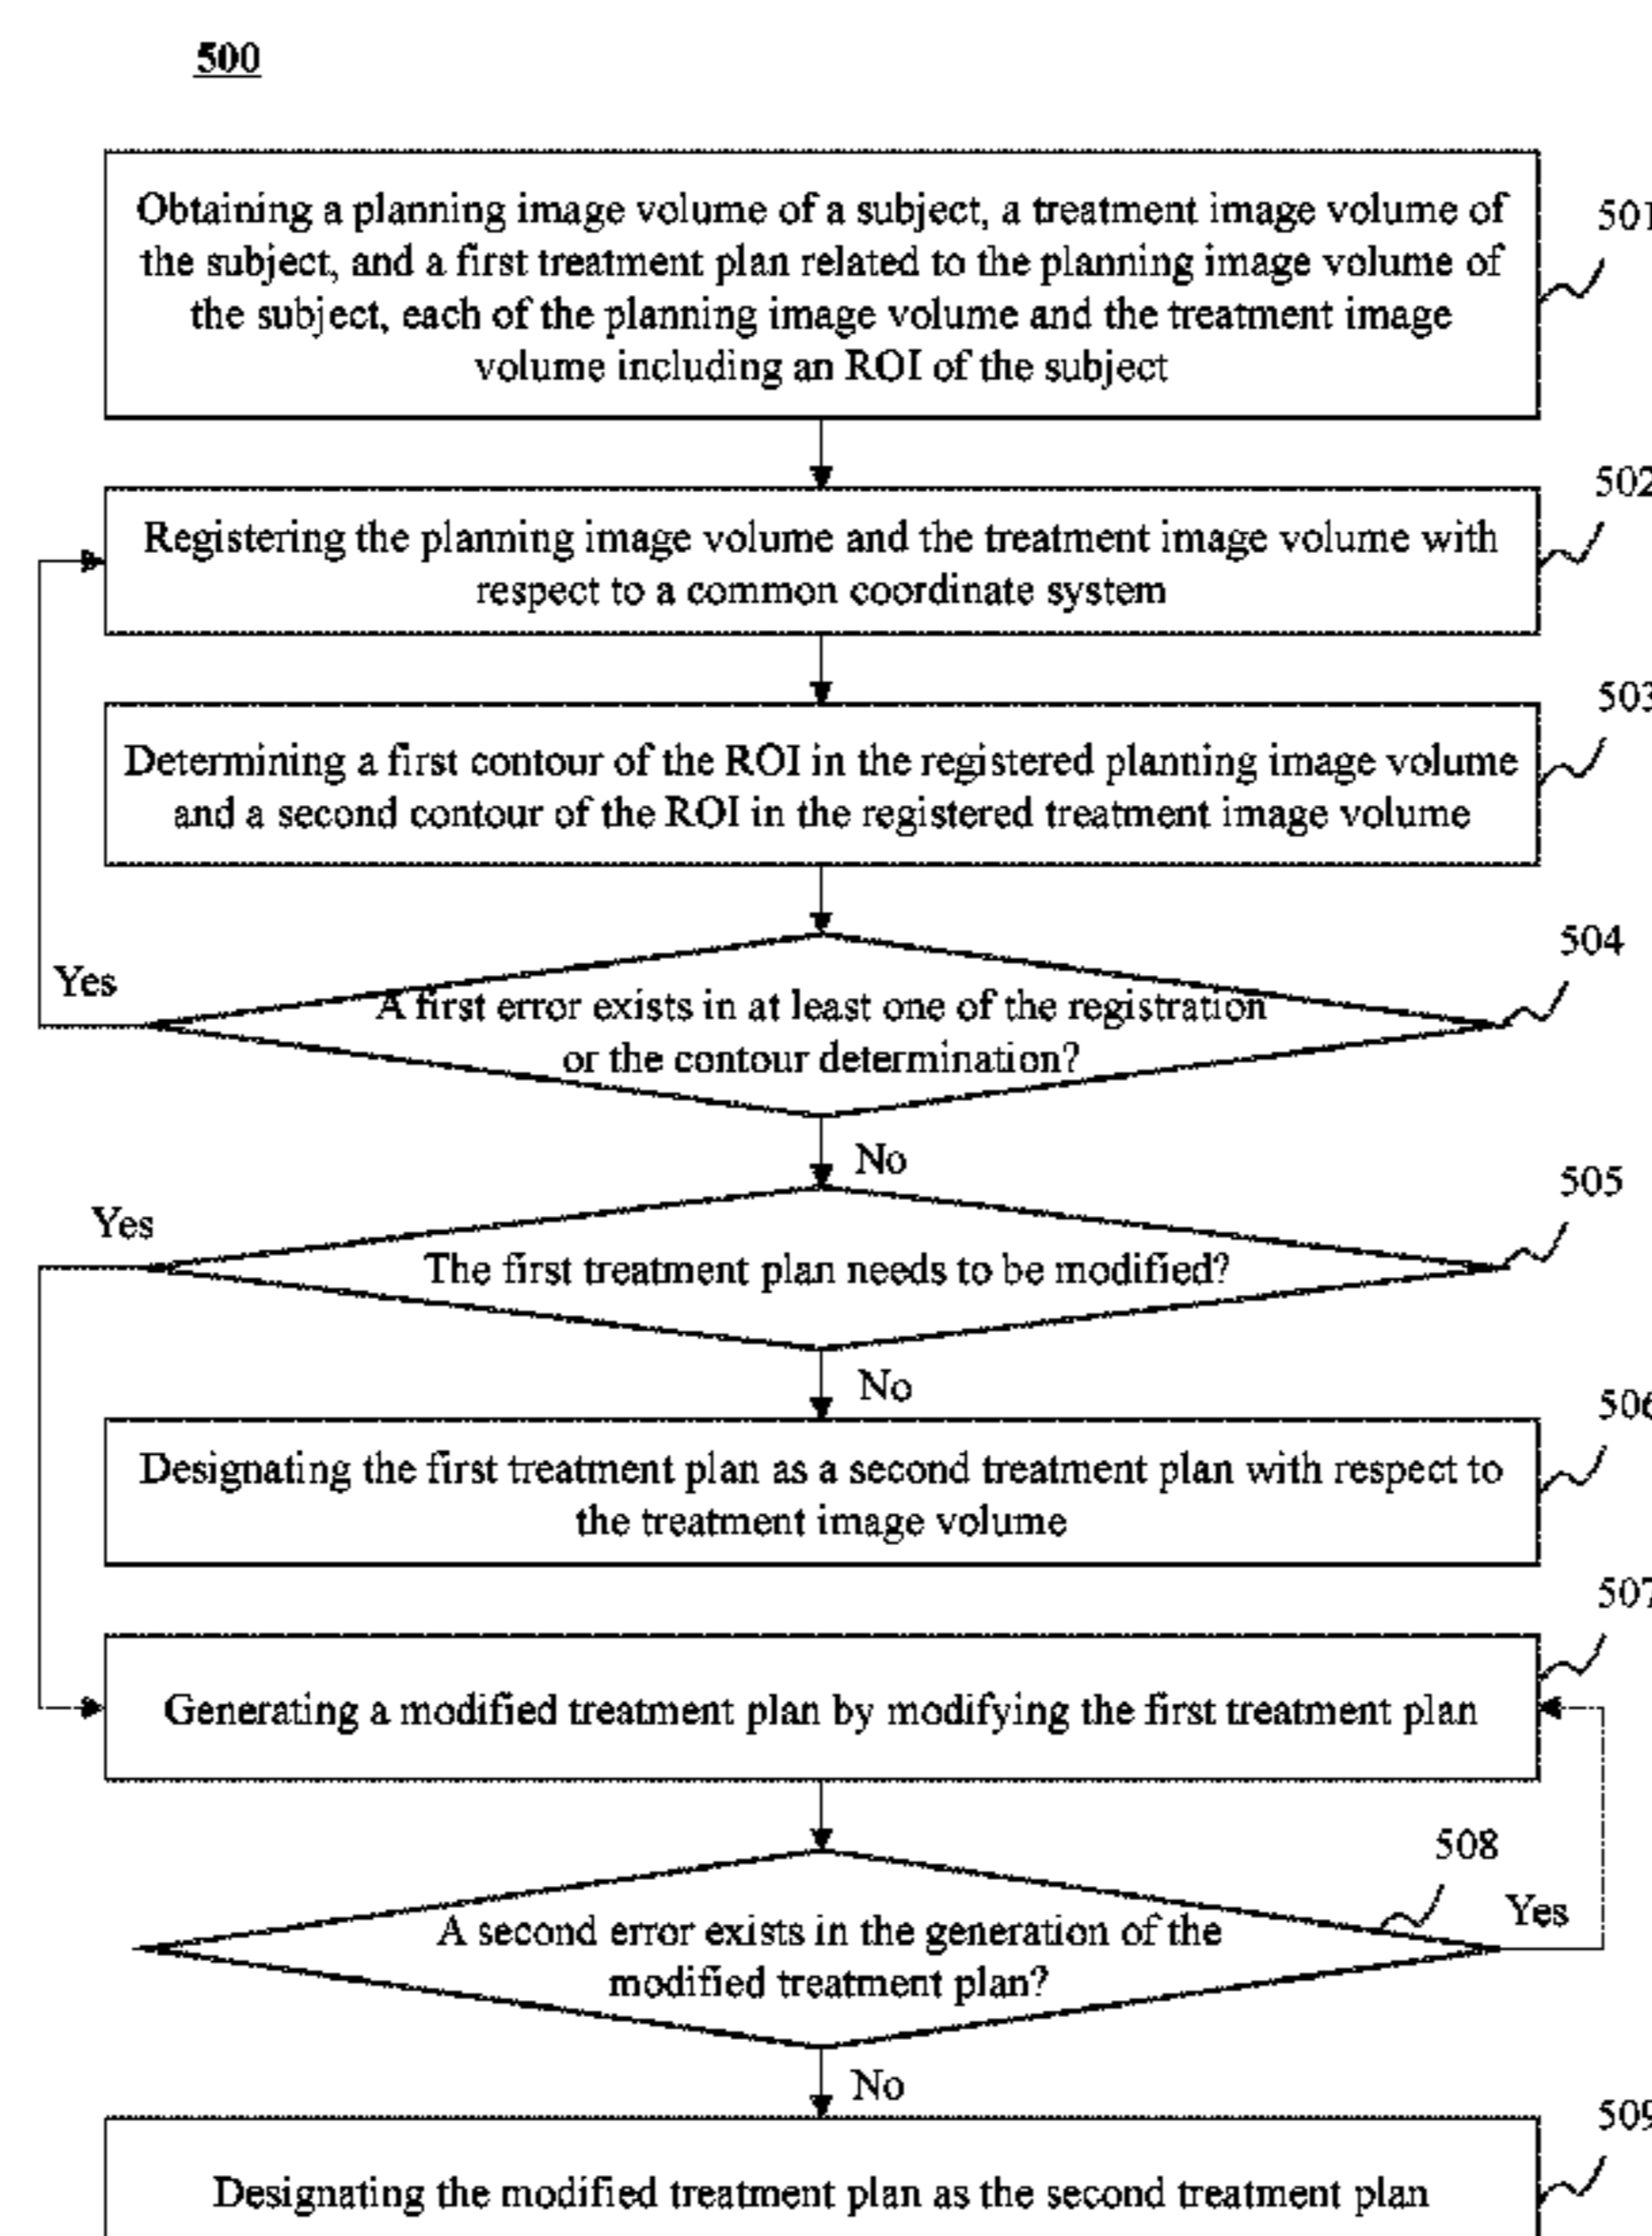 500
Obtaining a planning image volume of a subject, a treatment image volume of
the subject, and a first treatment plan related to the planning image volume of
the subject, each of the planning image volume and the treatment image
volume including an ROI of the subject
501
502
Registering the planning image volume and the treatment image volume with
respect to a common coordinate system
503
Determining a first contour of the ROI in the registered planning image volume
and a second contour of the ROI in the registered treatment image volume
504
Yes
A first error exists in at least one of the registration
or the contour determination?
No
505
Yes
The first treatment plan needs to be modified?
No
506
Designating the first treatment plan as a second treatment plan with respect to
the treatment image volume
507
Generating a modified treatment plan by modifying the first treatment plan
508
Yes
A second error exists in the generation of the
modified treatment plan?
No
509
Designating the modified treatment plan as the second treatment plan